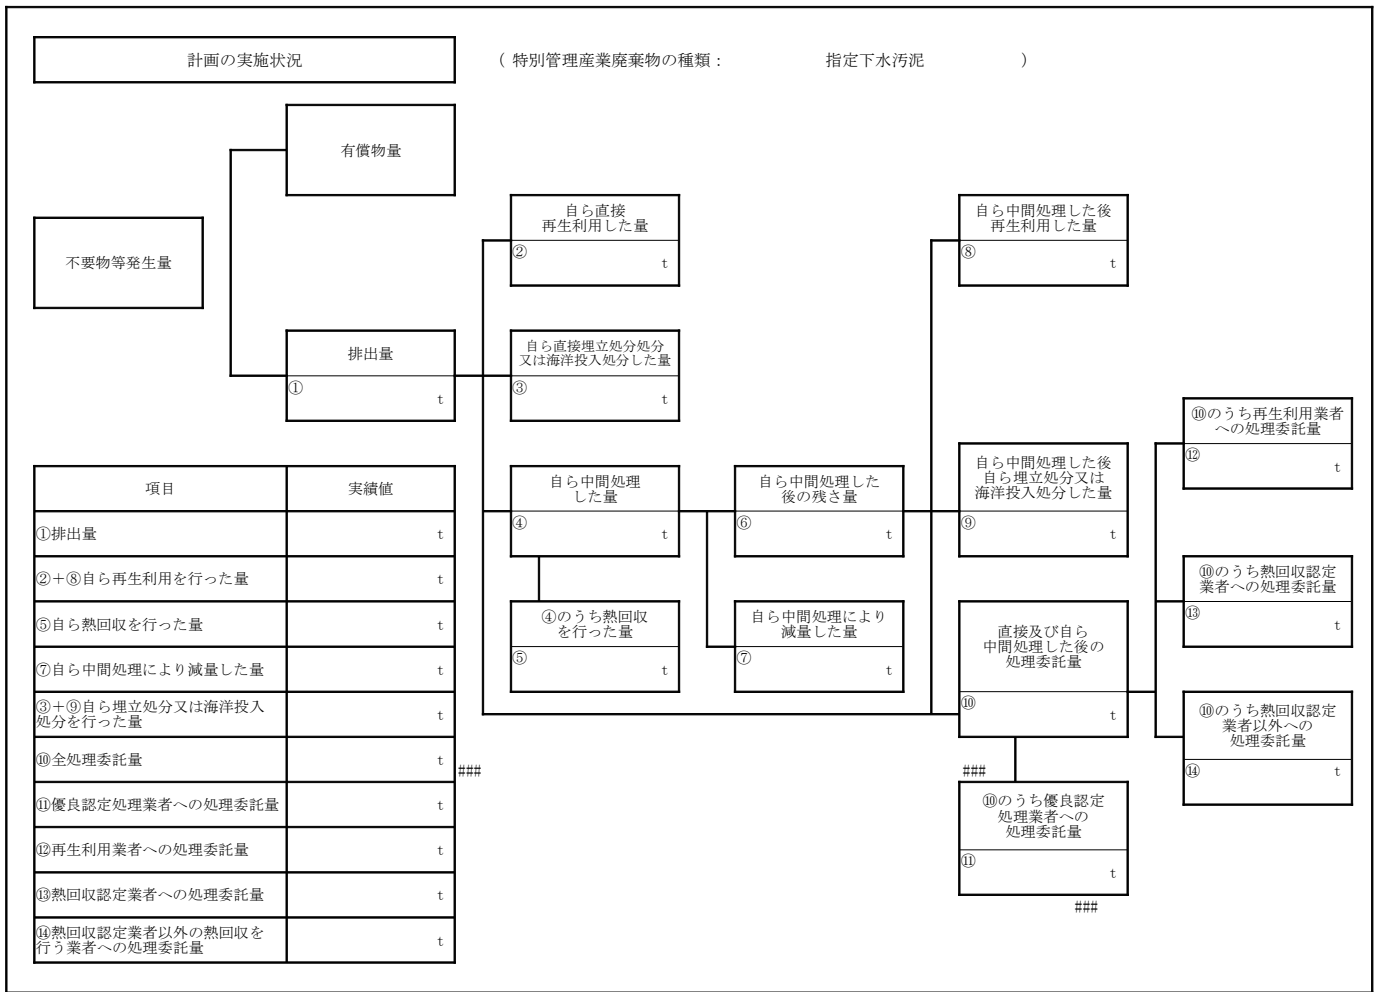 計画の実施状況
（ 特別管理産業廃棄物の種類： 指定下水汚泥 ）
有償物量
不要物等発生量
自ら直接
再生利用した量
②
t
自ら中間処理した後
再生利用した量
⑧
t
排出量
①
t
自ら直接埋立処分処分
又は海洋投入処分した量
③
t
⑩のうち再生利用業者
への処理委託量
⑫
t
自ら中間処理
した量
④
t
自ら中間処理した
後の残さ量
⑥
t
自ら中間処理した後
自ら埋立処分又は
海洋投入処分した量
⑨
t
⑩のうち熱回収認定
業者への処理委託量
⑬
t
④のうち熱回収
を行った量
⑤
t
自ら中間処理により
減量した量
⑦
t
直接及び自ら
中間処理した後の
処理委託量
⑩
t
⑩のうち熱回収認定
業者以外への
処理委託量
⑭
t
###
⑩のうち優良認定
処理業者への
処理委託量
⑪
t
###
項目 実績値
①排出量 t
②＋⑧自ら再生利用を行った量 t
⑤自ら熱回収を行った量 t
⑦自ら中間処理により減量した量 t
③＋⑨自ら埋立処分又は海洋投入
処分を行った量 t
⑩全処理委託量 t
###
⑪優良認定処理業者への処理委託量 t
⑫再生利用業者への処理委託量 t
⑬熱回収認定業者への処理委託量 t
⑭熱回収認定業者以外の熱回収を
行う業者への処理委託量 t